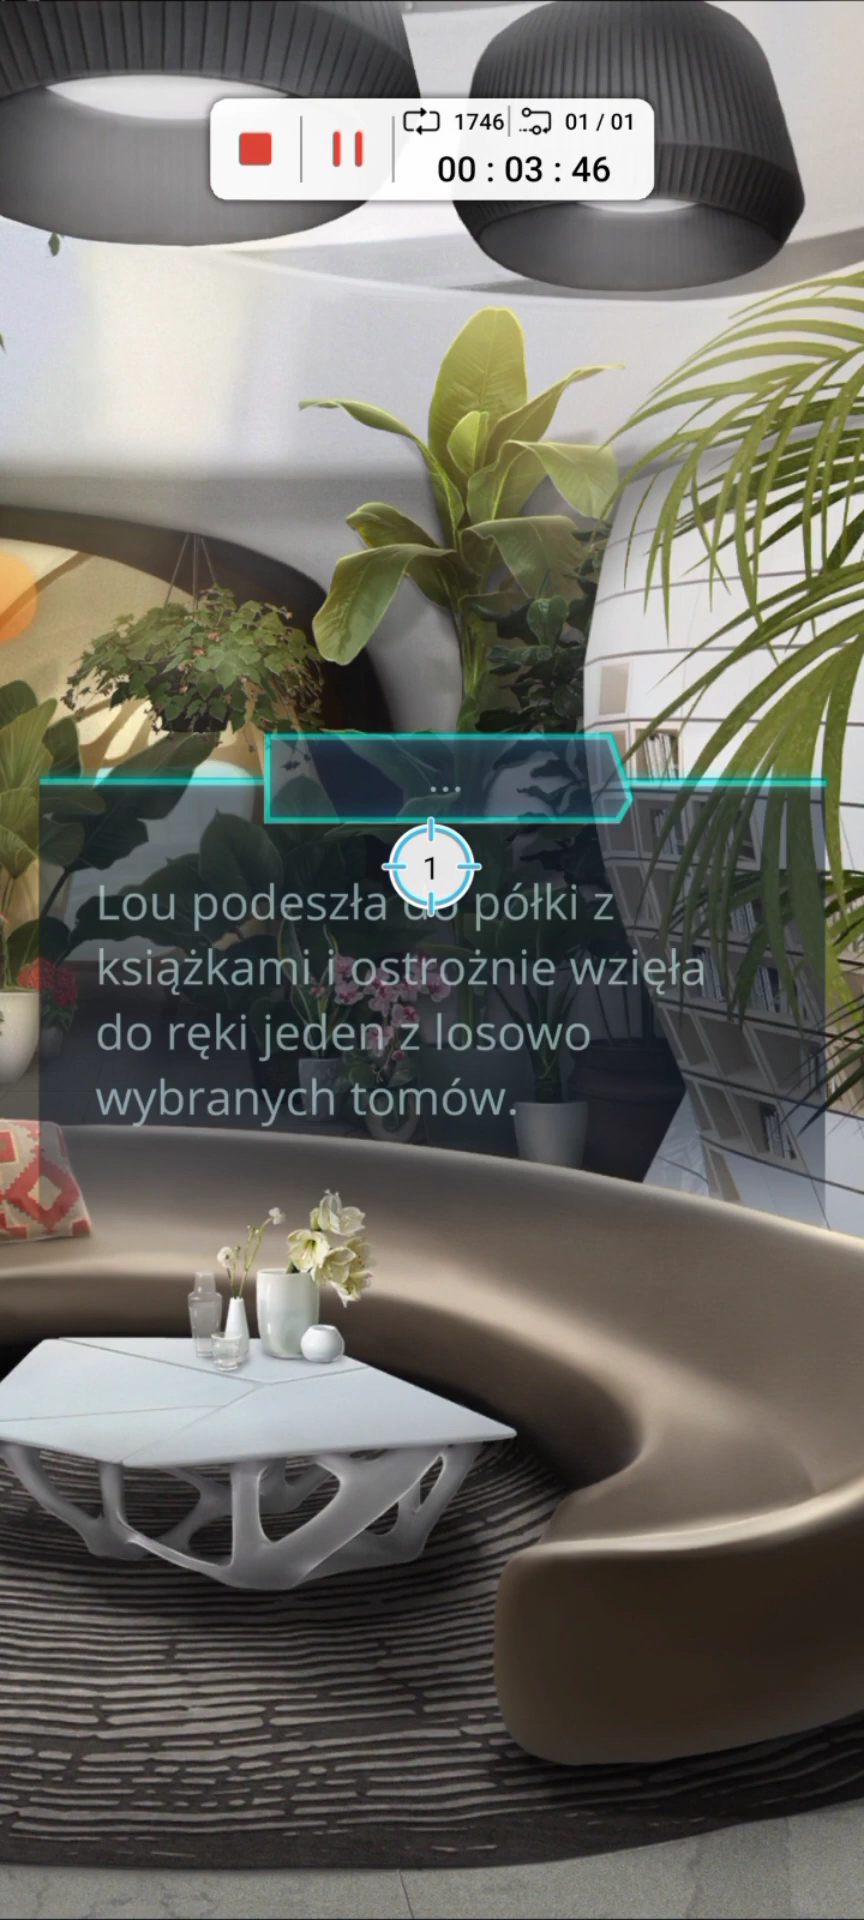 1746 01 / 01
00 : 03 : 46
...
1
Lou podeszła do półki z
książkami i ostrożnie wzięła
do ręki jeden z losowo
wybranych tomów.